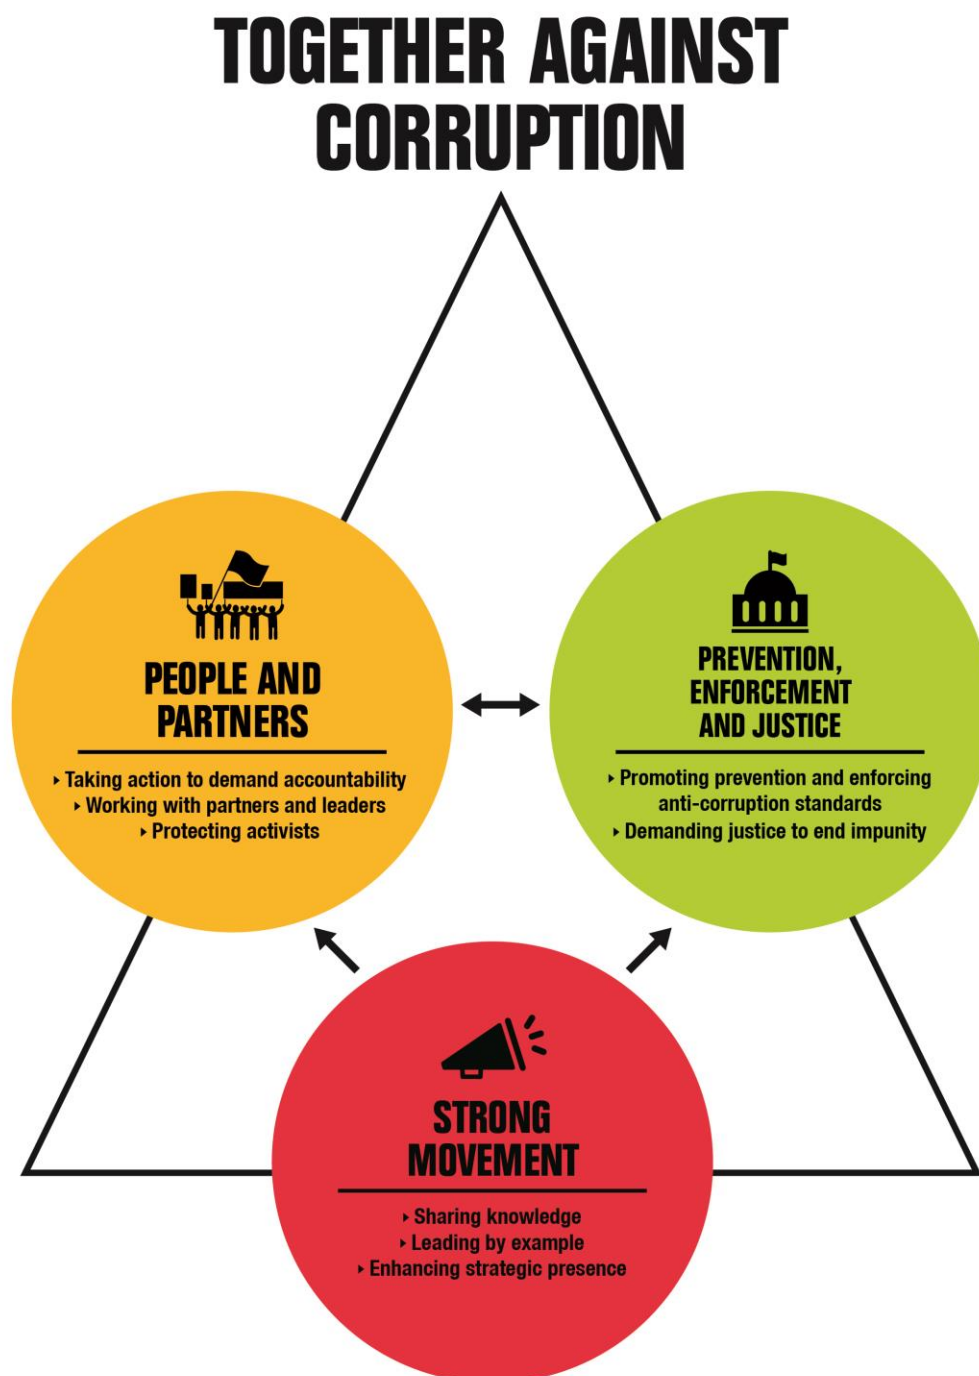 TOGETHER AGAINST
CORRUPTION
PEOPLE AND
PARTNERS
‣ Taking action to demand accountability
‣ Working with partners and leaders
‣ Protecting activists
PREVENTION,
ENFORCEMENT
AND JUSTICE
‣ Promoting prevention and enforcing
anti-corruption standards
‣ Demanding justice to end impunity
STRONG
MOVEMENT
‣ Sharing knowledge
‣ Leading by example
‣ Enhancing strategic presence